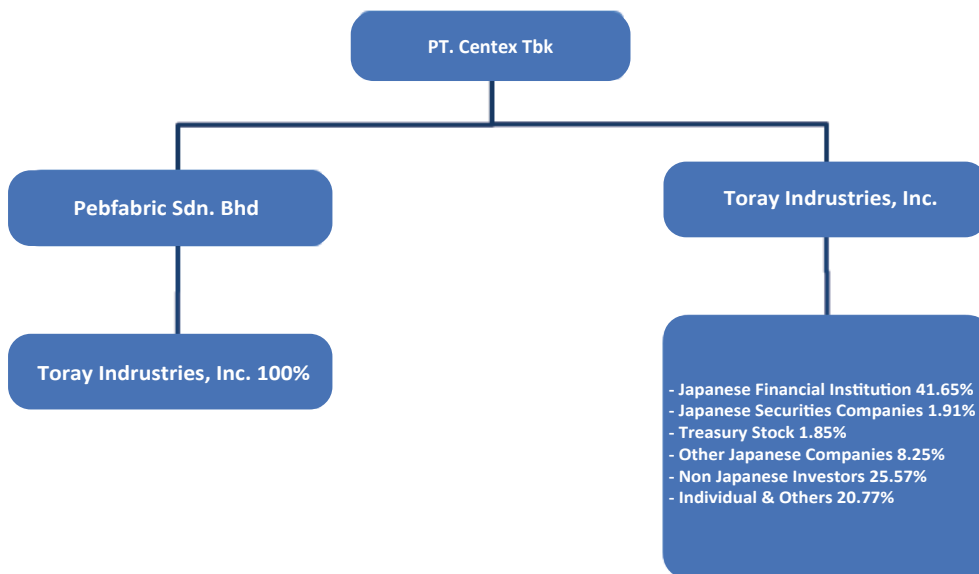 PT. Centex Tbk
Pebfabric Sdn. Bhd
Toray Indrustries, Inc.
Toray Indrustries, Inc. 100%
- Japanese Financial Institution 41.65%
- Japanese Securities Companies 1.91%
- Treasury Stock 1.85%
- Other Japanese Companies 8.25%
- Non Japanese Investors 25.57%
- Individual & Others 20.77%